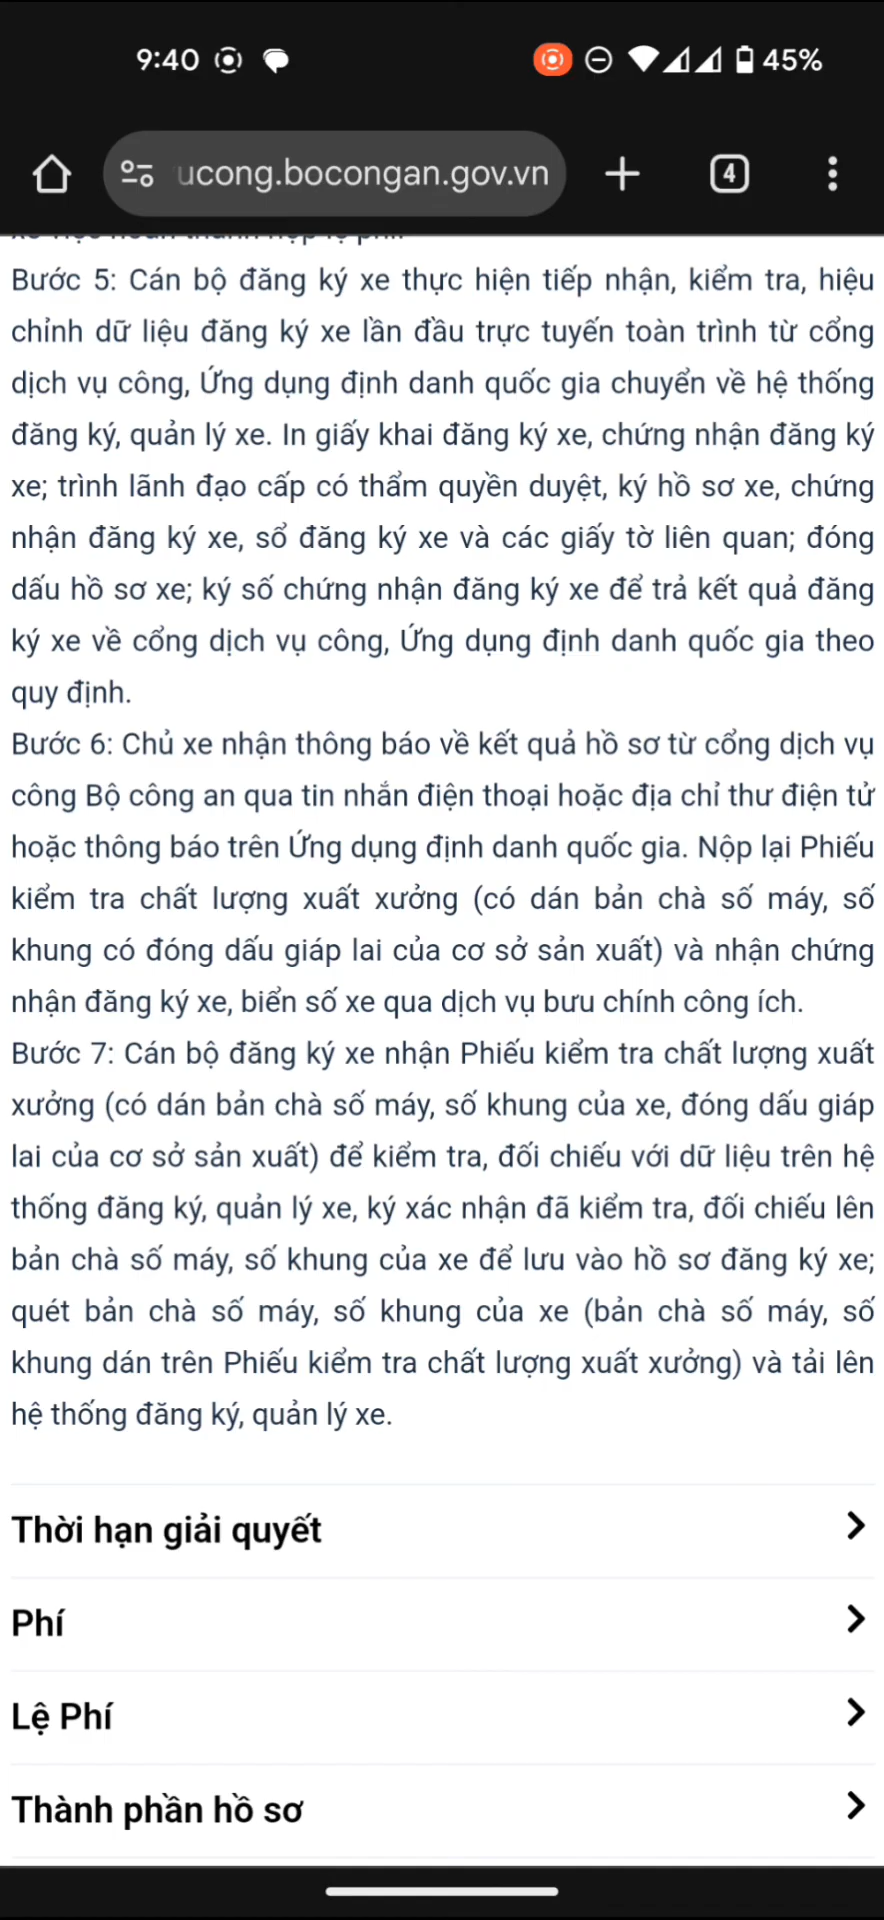 9:40
45%
ucong.bocongan.gov.vn
4
Bước 5: Cán bộ đăng ký xe thực hiện tiếp nhận, kiểm tra, hiệu
chỉnh dữ liệu đăng ký xe lần đầu trực tuyến toàn trình từ cổng
dịch vụ công, Ứng dụng định danh quốc gia chuyển về hệ thống
đăng ký, quản lý xe. In giấy khai đăng ký xe, chứng nhận đăng ký
xe; trình lãnh đạo cấp có thẩm quyền duyệt, ký hồ sơ xe, chứng
nhận đăng ký xe, sổ đăng ký xe và các giấy tờ liên quan; đóng
dấu hồ sơ xe; ký số chứng nhận đăng ký xe để trả kết quả đăng
ký xe về cổng dịch vụ công, Ứng dụng định danh quốc gia theo
quy định.
Bước 6: Chủ xe nhận thông báo về kết quả hồ sơ từ cổng dịch vụ
công Bộ công an qua tin nhắn điện thoại hoặc địa chỉ thư điện tử
hoặc thông báo trên Ứng dụng định danh quốc gia. Nộp lại Phiếu
kiểm tra chất lượng xuất xưởng (có dán bản chà số máy, số
khung có đóng dấu giáp lai của cơ sở sản xuất) và nhận chứng
nhận đăng ký xe, biển số xe qua dịch vụ bưu chính công ích.
Bước 7: Cán bộ đăng ký xe nhận Phiếu kiểm tra chất lượng xuất
xưởng (có dán bản chà số máy, số khung của xe, đóng dấu giáp
lai của cơ sở sản xuất) để kiểm tra, đối chiếu với dữ liệu trên hệ
thống đăng ký, quản lý xe, ký xác nhận đã kiểm tra, đối chiếu lên
bản chà số máy, số khung của xe để lưu vào hồ sơ đăng ký xe;
quét bản chà số máy, số khung của xe (bản chà số máy, số
khung dán trên Phiếu kiểm tra chất lượng xuất xưởng) và tải lên
hệ thống đăng ký, quản lý xe.
Thời hạn giải quyết
Phí
Lệ Phí
Thành phần hồ sơ